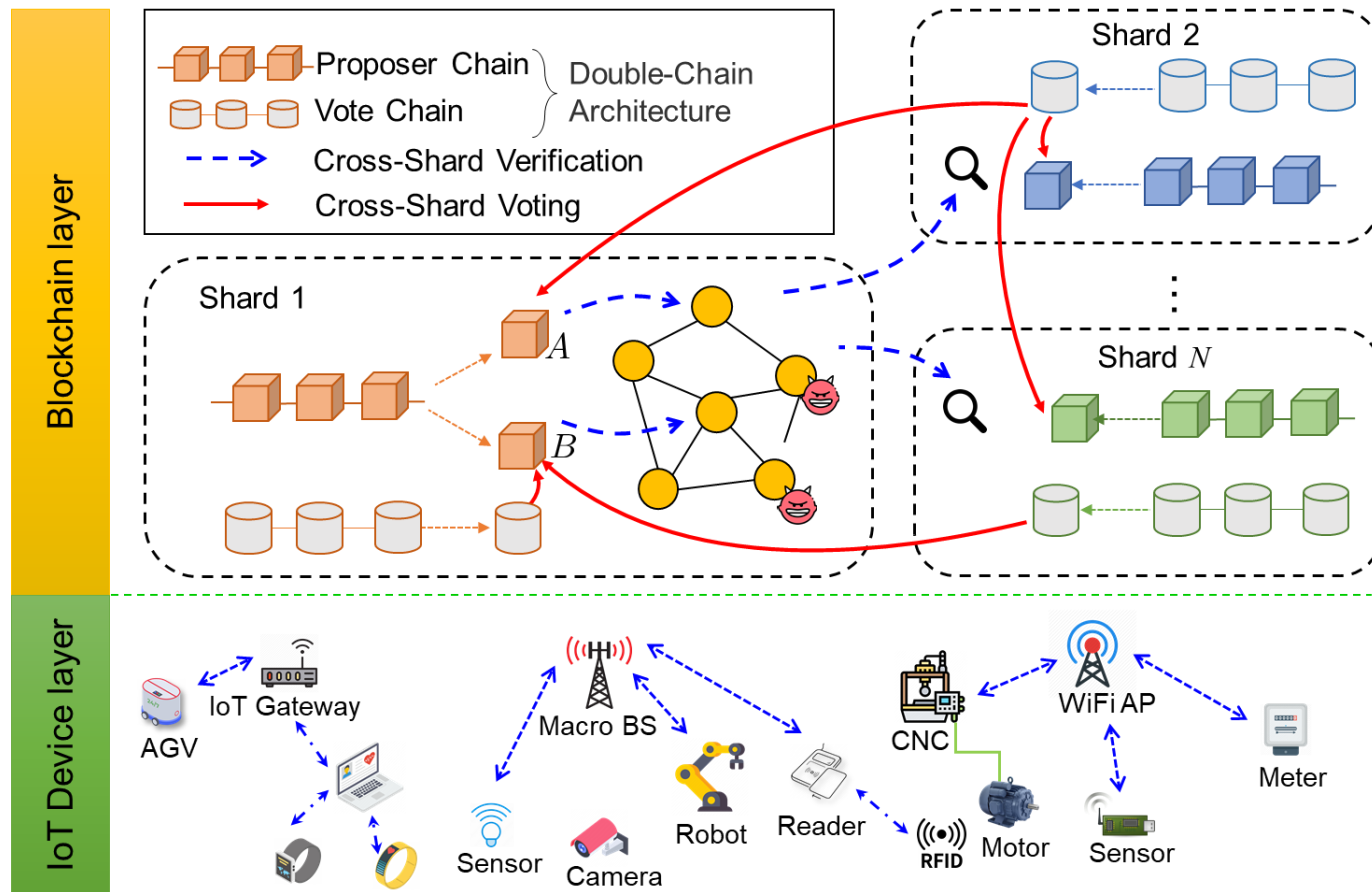 Blockchain layer
Proposer Chain
Vote Chain
Double-Chain
Architecture
Cross-Shard Verification
Cross-Shard Voting
Shard 2
Shard 1
A
B
Shard N
IoT Device layer
AGV
IoT Gateway
Macro BS
Sensor
Camera
Robot
Reader
RFID
CNC
Motor
WiFi AP
Sensor
Meter